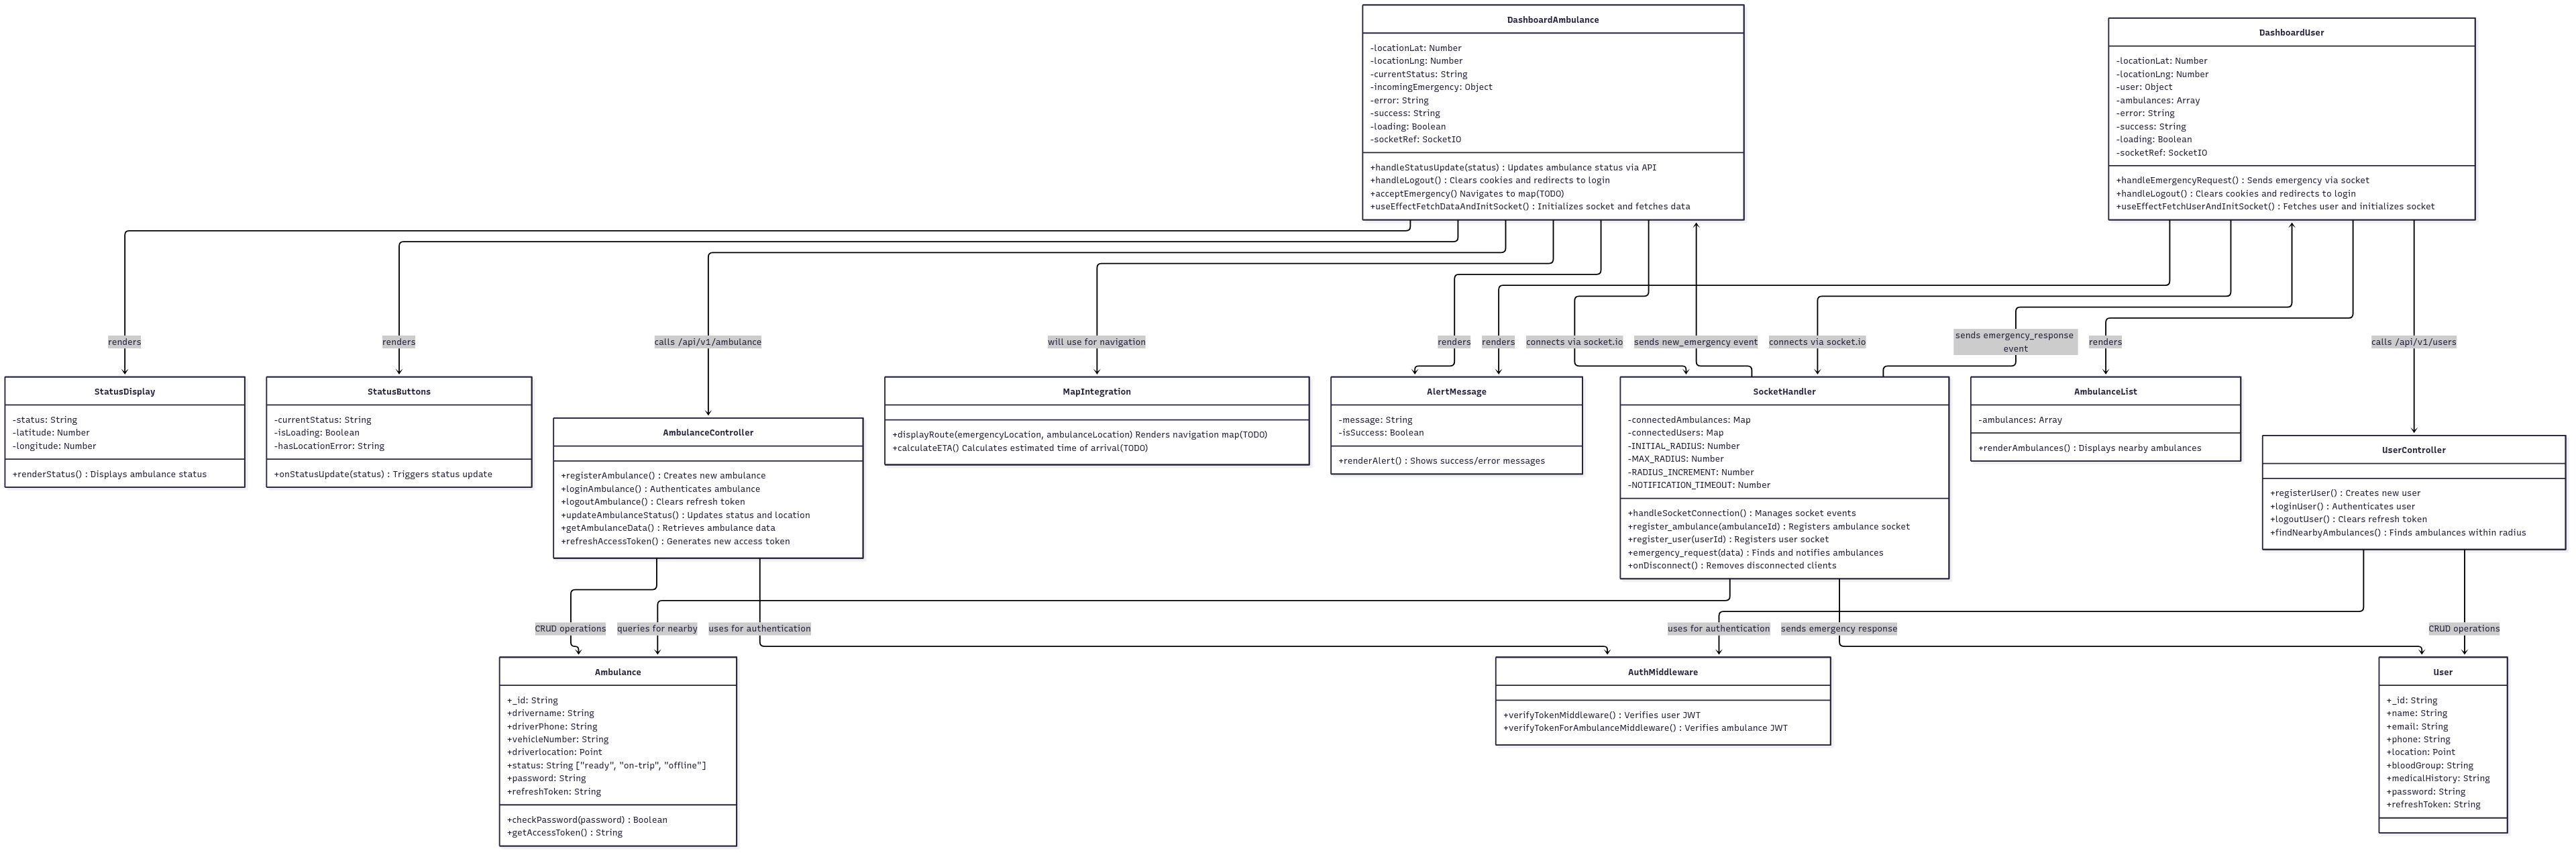 DashboardAmbulance
-locationLat: Number
-locationLng: Number
-currentStatus: String
-incomingEmergency: Object
-error: String
-success: String
-loading: Boolean
-socketRef: SocketIO
+handleStatusUpdate(status) : Updates ambulance status via API
+handleLogout() : Clears cookies and redirects to login
+acceptEmergency() Navigates to map(TODO)
+useEffectFetchDataAndInitSocket() : Initializes socket and fetches data
DashboardUser
-locationLat: Number
-locationLng: Number
-user: Object
-ambulances: Array
-error: String
-success: String
-loading: Boolean
-socketRef: SocketIO
+handleEmergencyRequest() : Sends emergency via socket
+handleLogout() : Clears cookies and redirects to login
+useEffectFetchUserAndInitSocket() : Fetches user and initializes socket
renders
renders
calls /api/v1/ambulance
will use for navigation
renders
renders
connects via socket.io
sends new_emergency event
connects via socket.io
sends emergency_response
event
renders
calls /api/v1/users
StatusDisplay
-status: String
-latitude: Number
-longitude: Number
+renderStatus() : Displays ambulance status
StatusButtons
-currentStatus: String
-isLoading: Boolean
-hasLocationError: String
+onStatusUpdate(status) : Triggers status update
AmbulanceController
+registerAmbulance() : Creates new ambulance
+loginAmbulance() : Authenticates ambulance
+logoutAmbulance() : Clears refresh token
+updateAmbulanceStatus() : Updates status and location
+getAmbulanceData() : Retrieves ambulance data
+refreshAccessToken() : Generates new access token
MapIntegration
+displayRoute(emergencyLocation, ambulanceLocation) Renders navigation map(TODO)
+calculateETA() Calculates estimated time of arrival(TODO)
AlertMessage
-message: String
-isSuccess: Boolean
+renderAlert() : Shows success/error messages
SocketHandler
-connectedAmbulances: Map
-connectedUsers: Map
-INITIAL_RADIUS: Number
-MAX_RADIUS: Number
-RADIUS_INCREMENT: Number
-NOTIFICATION_TIMEOUT: Number
+handleSocketConnection() : Manages socket events
+register_ambulance(ambulanceId) : Registers ambulance socket
+register_user(userId) : Registers user socket
+emergency_request(data) : Finds and notifies ambulances
+onDisconnect() : Removes disconnected clients
AmbulanceList
-ambulances: Array
+renderAmbulances() : Displays nearby ambulances
UserController
+registerUser() : Creates new user
+loginUser() : Authenticates user
+logoutUser() : Clears refresh token
+findNearbyAmbulances() : Finds ambulances within radius
CRUD operations
queries for nearby
uses for authentication
uses for authentication
sends emergency response
CRUD operations
Ambulance
+_id: String
+drivername: String
+driverPhone: String
+vehicleNumber: String
+driverlocation: Point
+status: String ["ready", "on-trip", "offline"]
+password: String
+refreshToken: String
+checkPassword(password) : Boolean
+getAccessToken() : String
AuthMiddleware
+verifyTokenMiddleware() : Verifies user JWT
+verifyTokenForAmbulanceMiddleware() : Verifies ambulance JWT
User
+_id: String
+name: String
+email: String
+phone: String
+location: Point
+bloodGroup: String
+medicalHistory: String
+password: String
+refreshToken: String